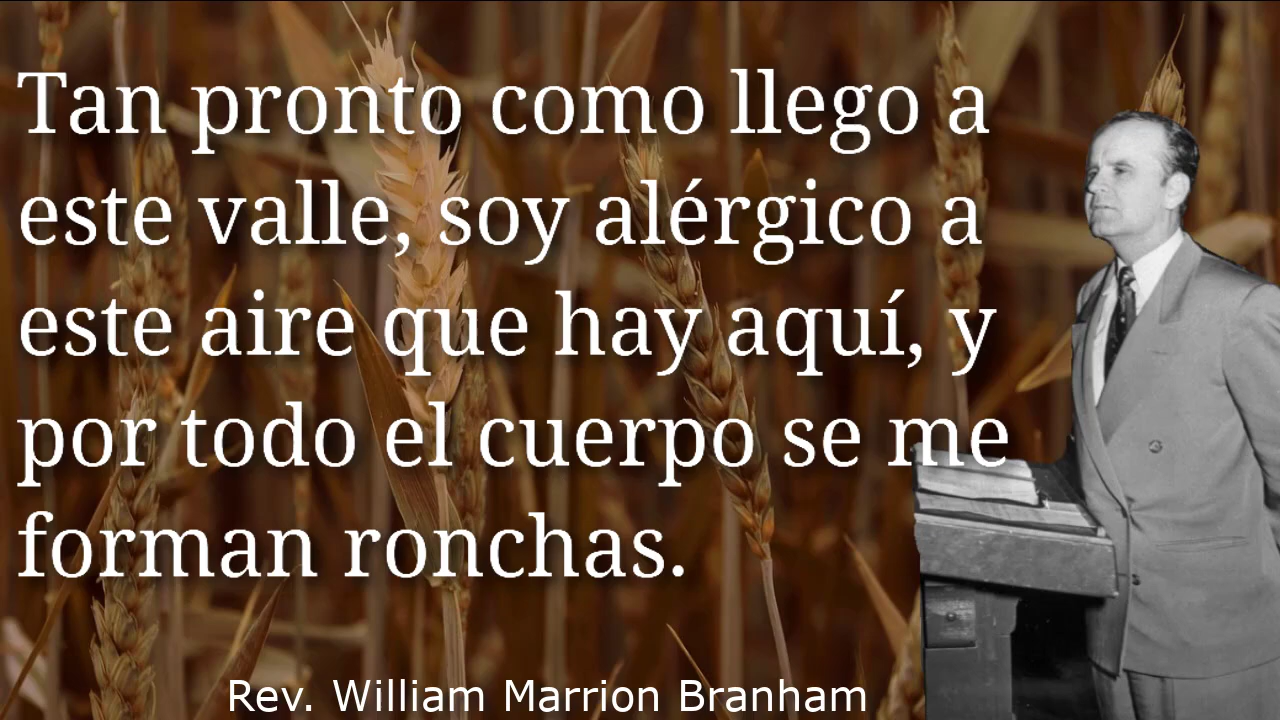 Tan pronto como llego a
este valle, soy alérgico a
este aire que hay aquí, y
por todo el cuerpo se me
forman ronchas.
Rev. William Marrion Branham